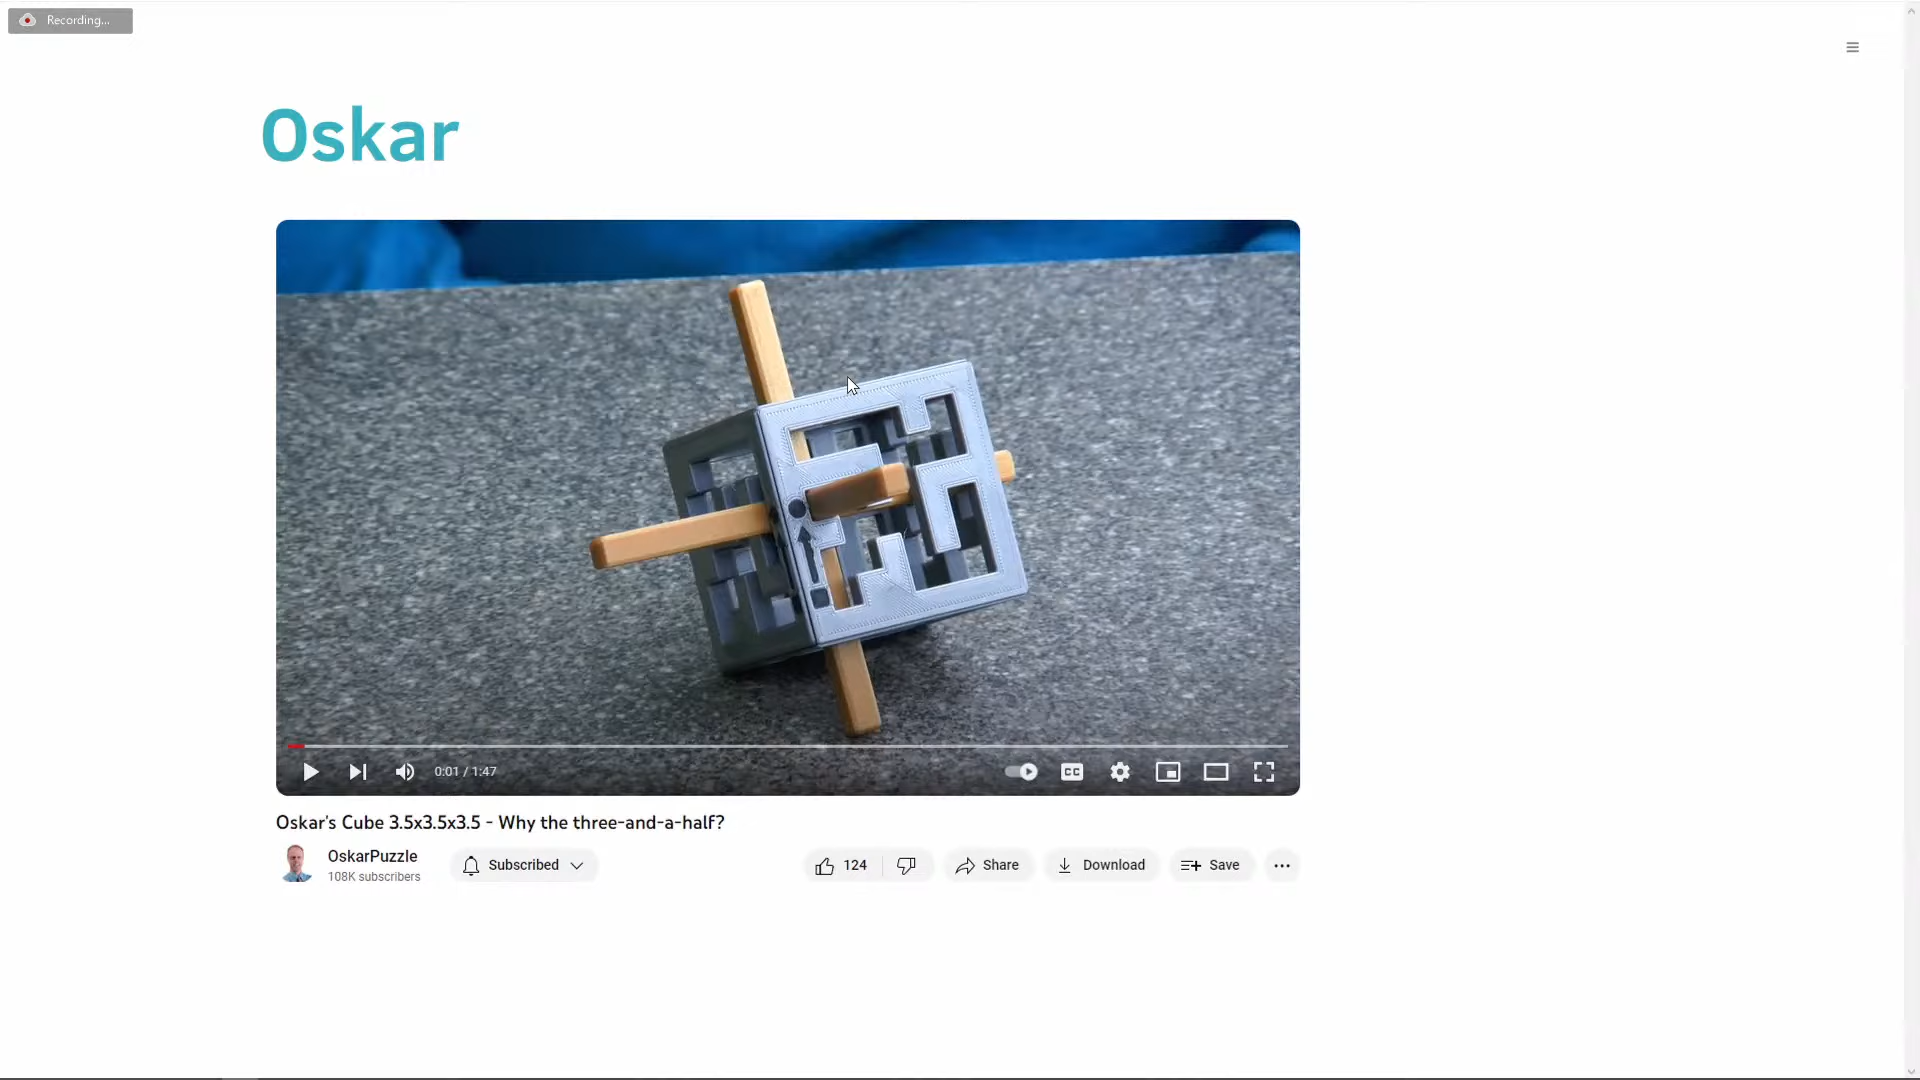 Recording...
Oskar
0:01 / 1:47
CC
Oskar's Cube 3.5x3.5x3.5 - Why the three-and-a-half?
OskarPuzzle
108K subscribers
Subscribed
124
Share
Download
Save